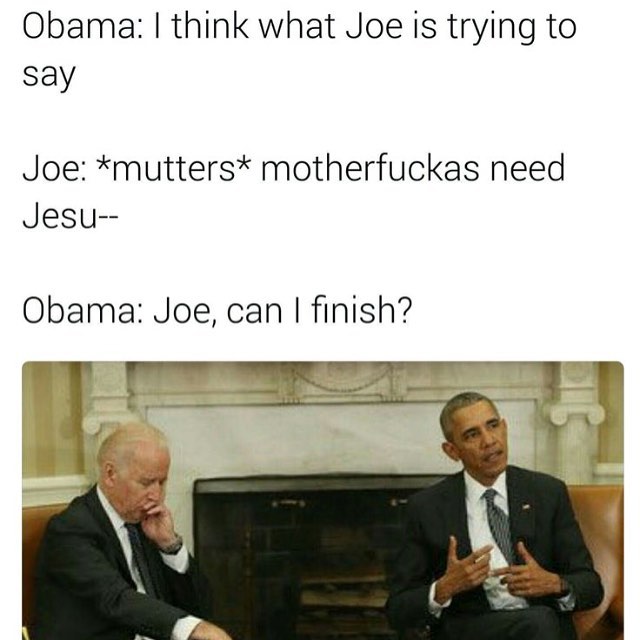 Obama: I think what Joe is trying to
say
Joe: *mutters* motherfuckas need
Jesu--
Obama: Joe, can I finish?